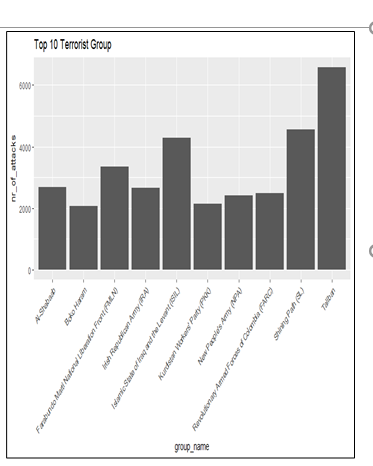 Top 10 Terrorist Group
nr_of_attacks
6000
4000
2000
0
Al-Shabaab
Boko Haram
Farabundo Marti National Liberation Front (FMLN)
Irish Republican Army (IRA)
Islamic State of Iraq and the Levant (ISIL)
Kurdistan Workers' Party (PKK)
New People's Army (NPA)
Revolutionary Armed Forces of Colombia (FARC)
Shining Path (SL)
Taliban
group_name